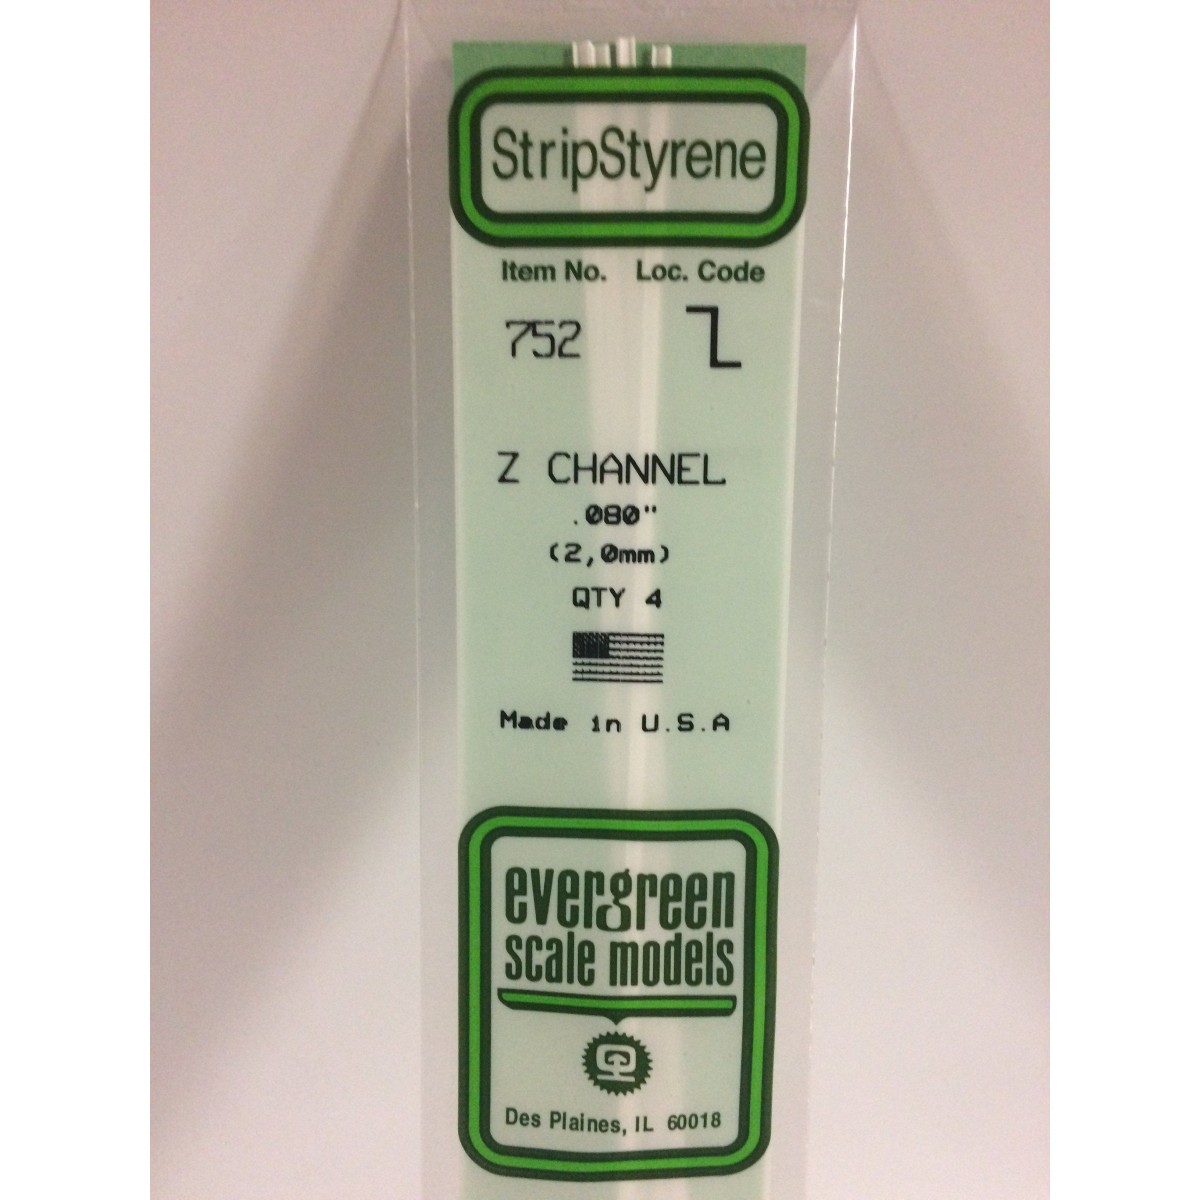 StripStyrene
Item No. Loc. Code
752
Z CHANNEL
.080"
(2,0mm)
QTY 4
Made in U.S.A
evergreen
scale models
Des Plaines, IL 60018